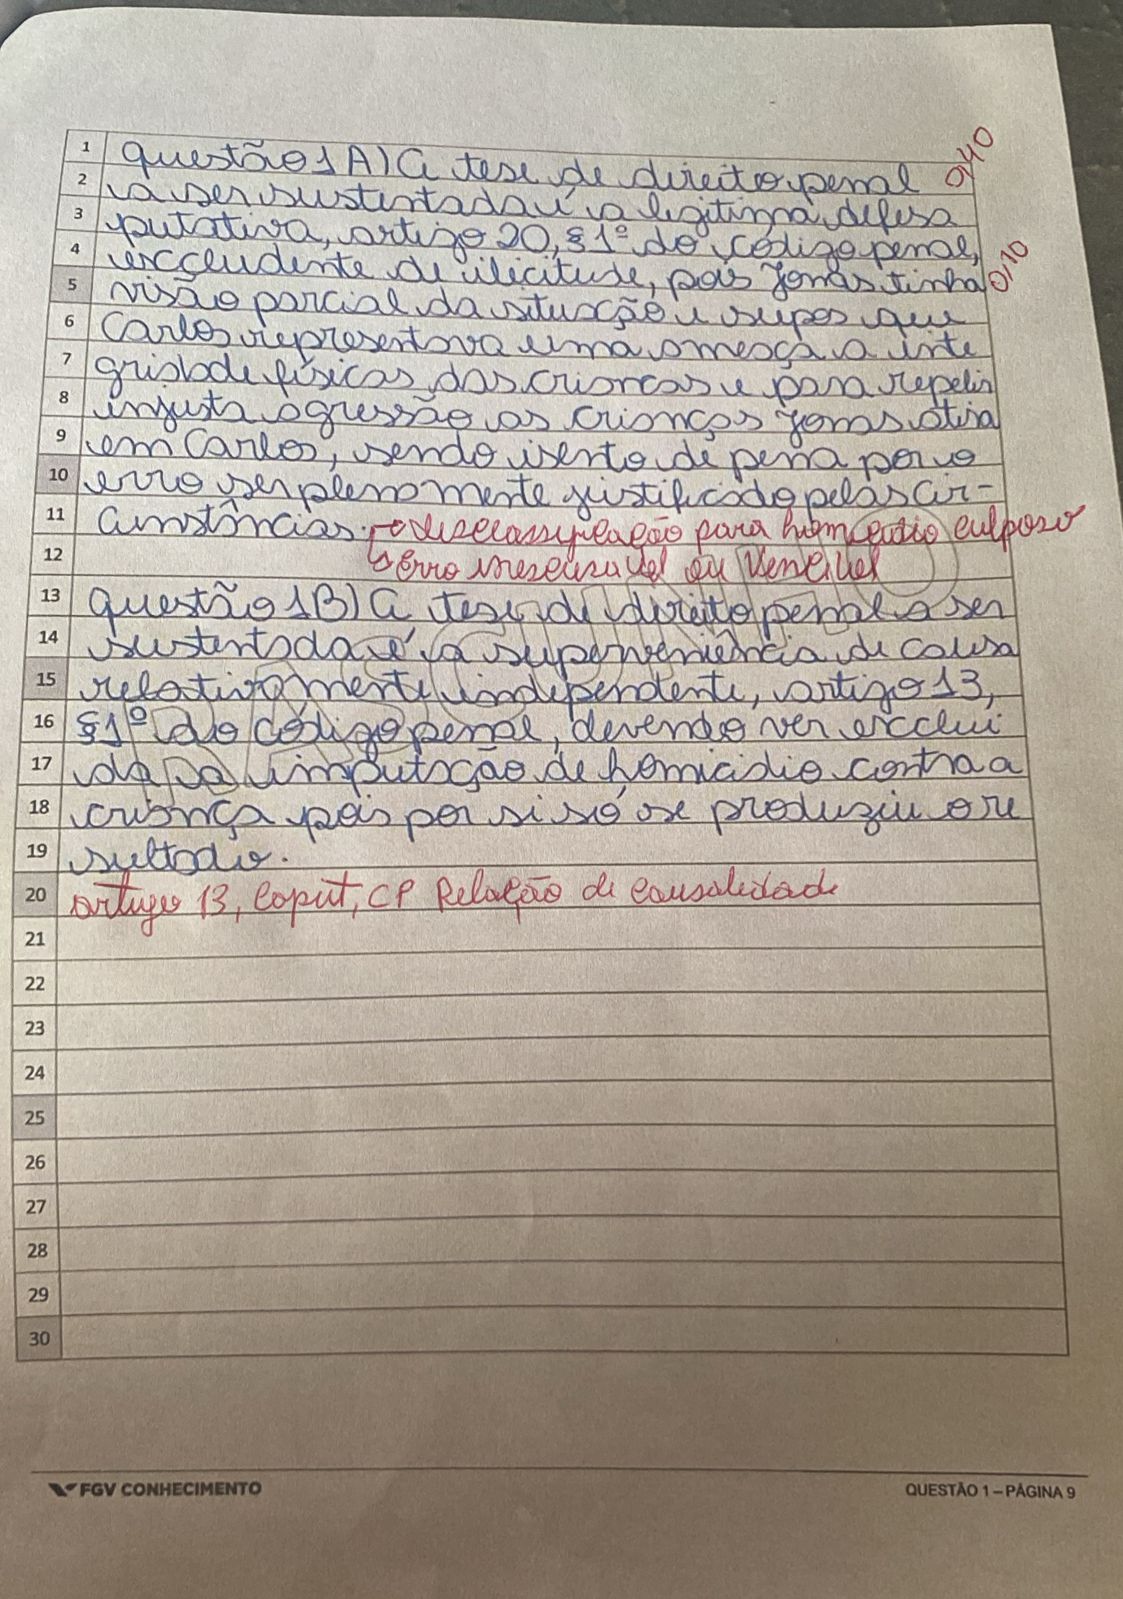 1 questão 1 A) A tese de direito penal 0,40
2 a ser sustentada é a legitima defesa
3 putativa, artigo 20, § 1º do código penal,
4 excludente de ilicitude, pois Jonas tinha 0,10
5 visão parcial da situação e supos que
6 Carlos representava uma ameaça a inte
7 gridade físicas das crianças e para repelir
8 injusta agressão as crianças Jonas atira
9 em Carlos, sendo isento de pena por o
10 erro ser plenamente justificado pelas cir-
11 cunstâncias. desclassificação para homicídio culposo
12 erro inescusável ou vencível
13 questão 1 B) A tese de direito penal a ser
14 sustentada é a superveniência de causa
15 relativamente independente, artigo 13,
16 § 1º do código penal, devendo ver exclui
17 da a imputação de homicidio contra a
18 criança pois por si só se produziu o re
19 sultado.
20 artigo 13, caput, CP Relação de causalidade
21
22
23
24
25
26
27
28
29
30
FGV CONHECIMENTO
QUESTÃO 1 – PÁGINA 9